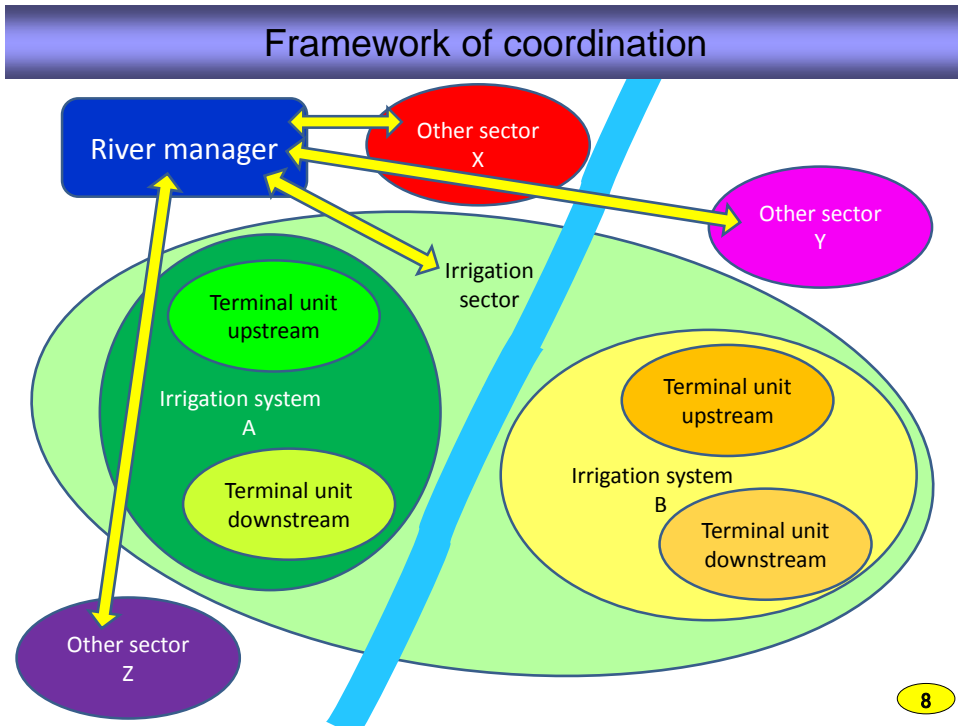 Framework of coordination
River manager
Other sector
X
Other sector
Y
Irrigation
sector
Terminal unit
upstream
Irrigation system
A
Terminal unit
downstream
Terminal unit
upstream
Irrigation system
B
Terminal unit
downstream
Other sector
Z
8